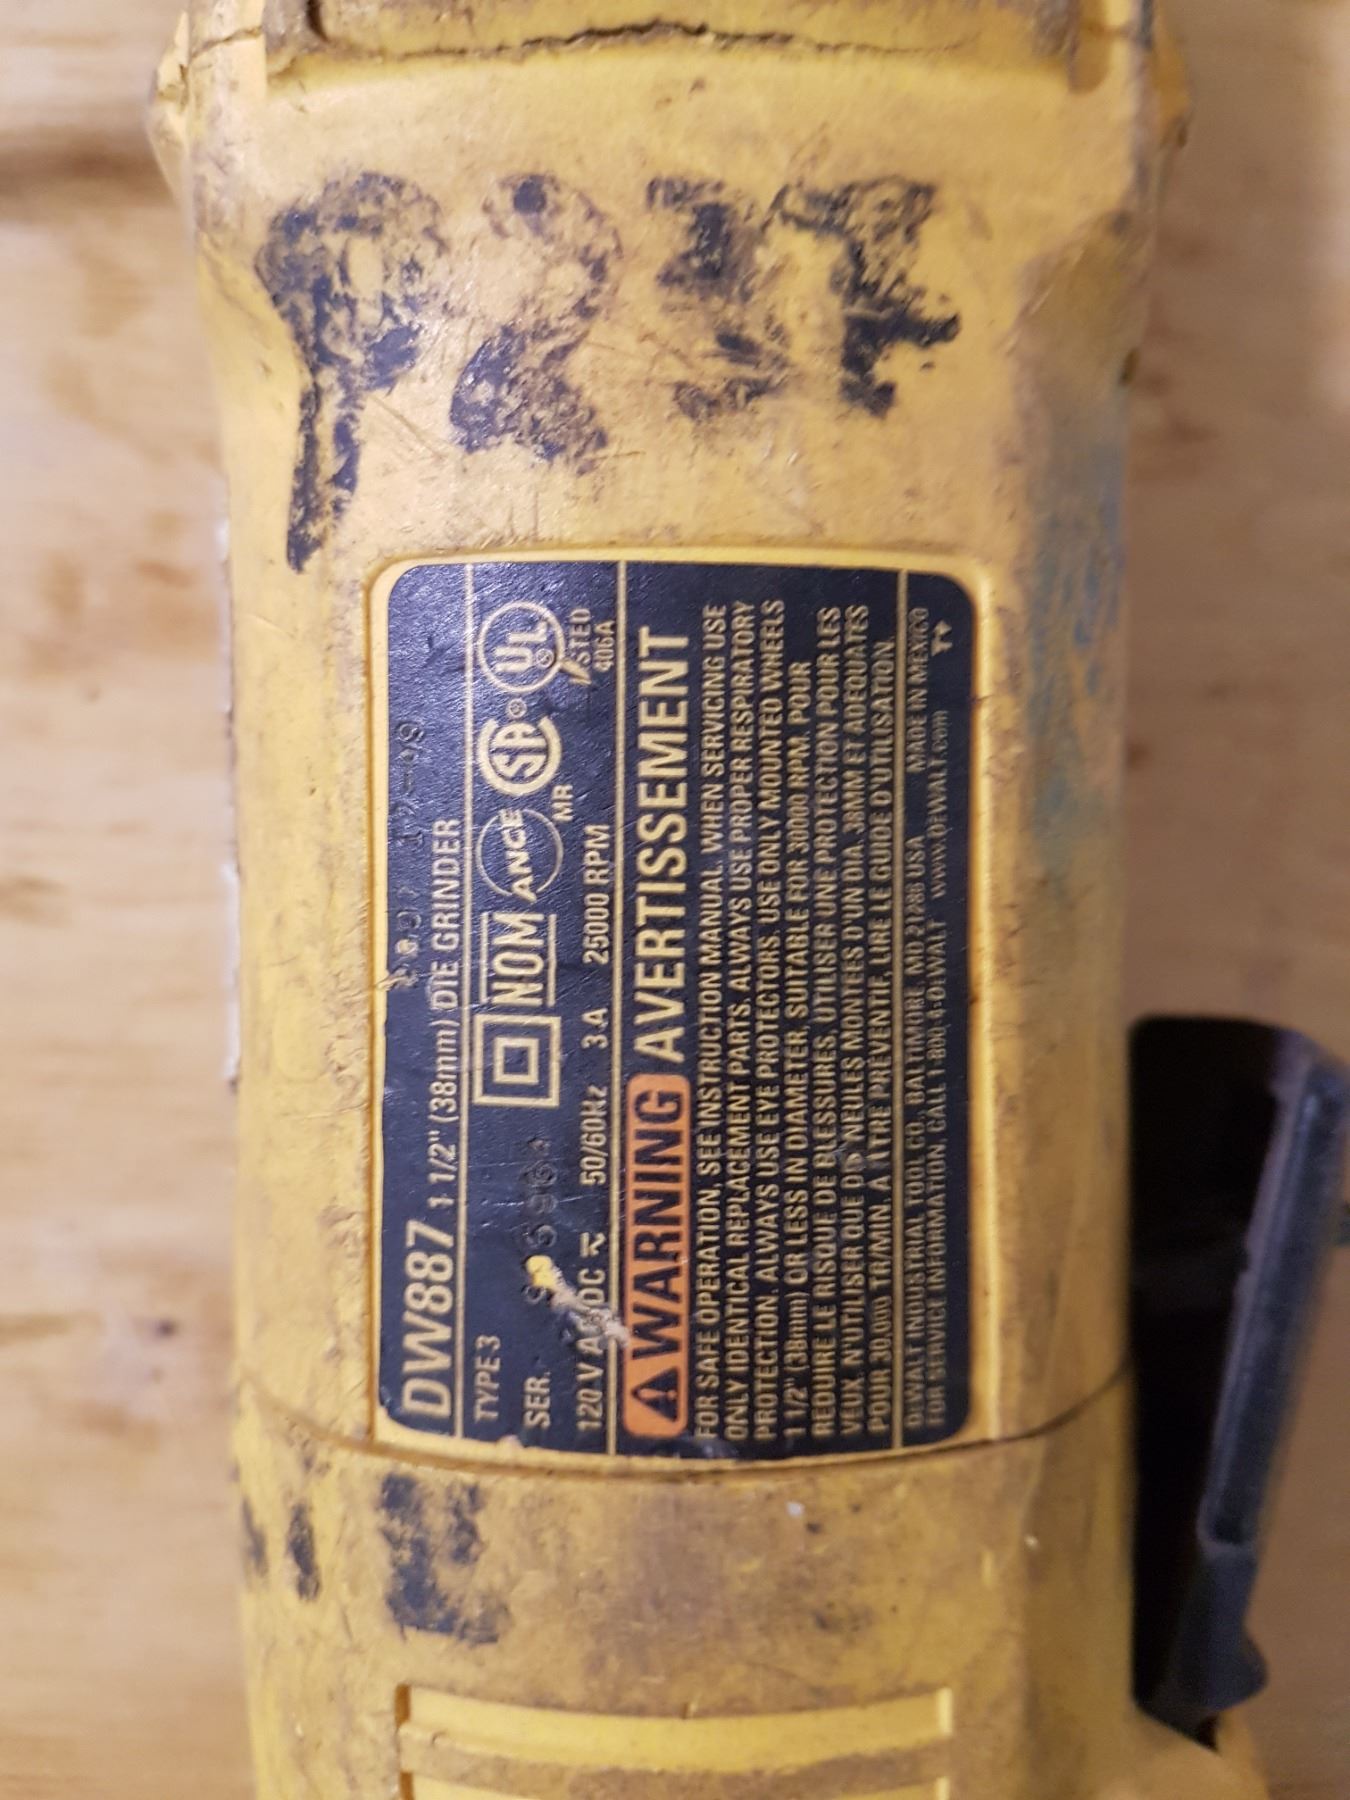 DW887 1 1/2" (38mm) DIE GRINDER
TYPE 3
SER.
NOM ANCE SA UL
MR
LISTED
406A
120 V AC/DC 50/60Hz 3 A 25000 RPM
WARNING AVERTISSEMENT
FOR SAFE OPERATION, SEE INSTRUCTION MANUAL. WHEN SERVICING USE
ONLY IDENTICAL REPLACEMENT PARTS. ALWAYS USE PROPER RESPIRATORY
PROTECTION. ALWAYS USE EYE PROTECTORS. USE ONLY MOUNTED WHEELS
1 1/2" (38mm) OR LESS IN DIAMETER, SUITABLE FOR 30000 RPM. POUR
REDUIRE LE RISQUE DE BLESSURES, UTILISER UNE PROTECTION POUR LES
YEUX. N'UTILISER QUE DES MEULES MONTEES D'UN DIA. 38MM ET ADEQUATES
POUR 30,000 TR/MIN. A TITRE PREVENTIF, LIRE LE GUIDE D'UTILISATION.
DEWALT INDUSTRIAL TOOL CO., BALTIMORE, MD 21286 USA MADE IN MEXICO
FOR SERVICE INFORMATION, CALL 1-800-4-DEWALT www.DEWALT.com